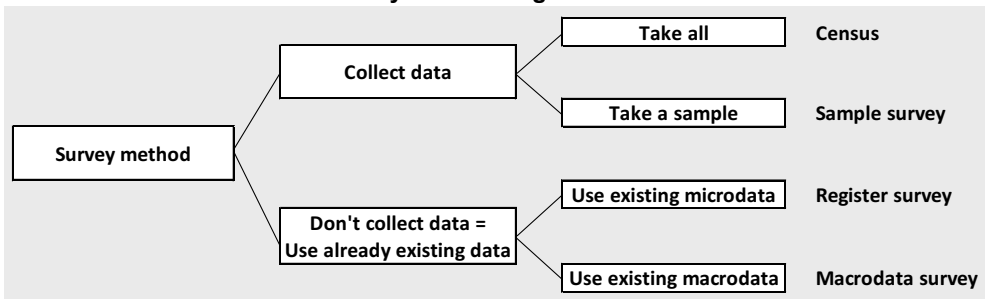 Take all Census
Collect data
Take a sample Sample survey
Survey method
Use existing microdata Register survey
Don't collect data =
Use already existing data
Use existing macrodata Macrodata survey